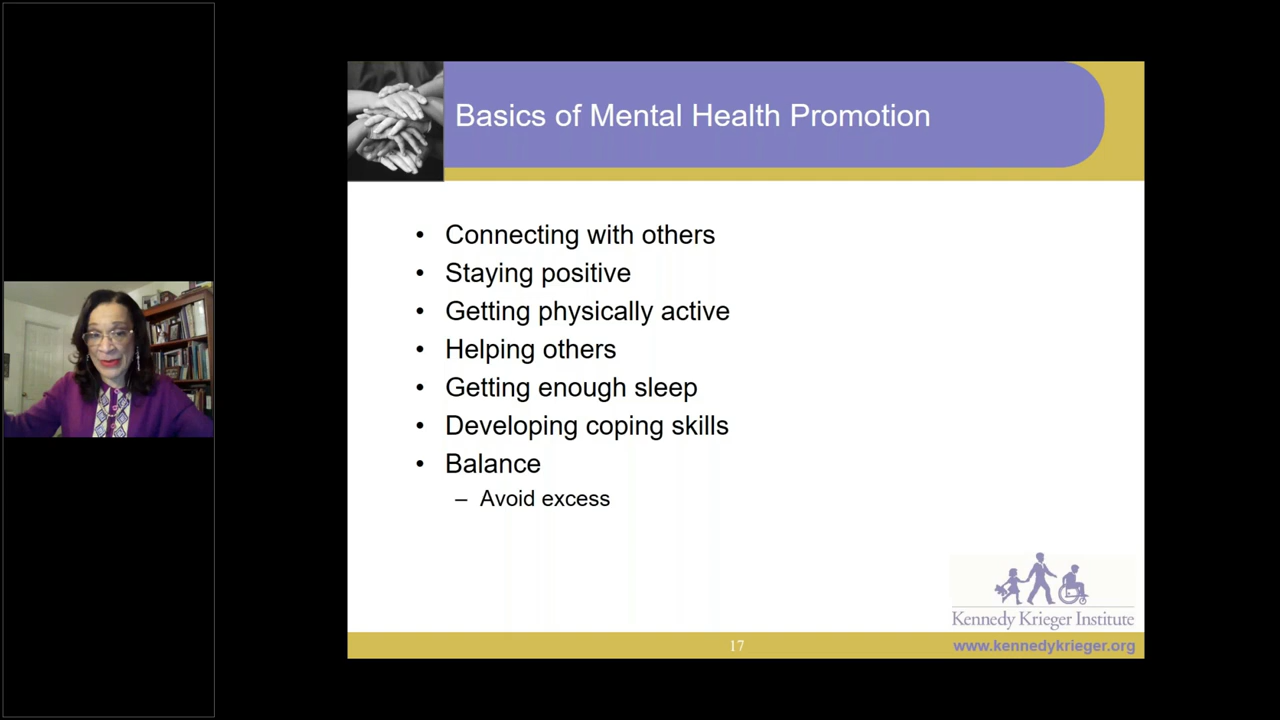 Basics of Mental Health Promotion
• Connecting with others
• Staying positive
• Getting physically active
• Helping others
• Getting enough sleep
• Developing coping skills
• Balance
– Avoid excess
Kennedy Krieger Institute
17
www.kennedykrieger.org